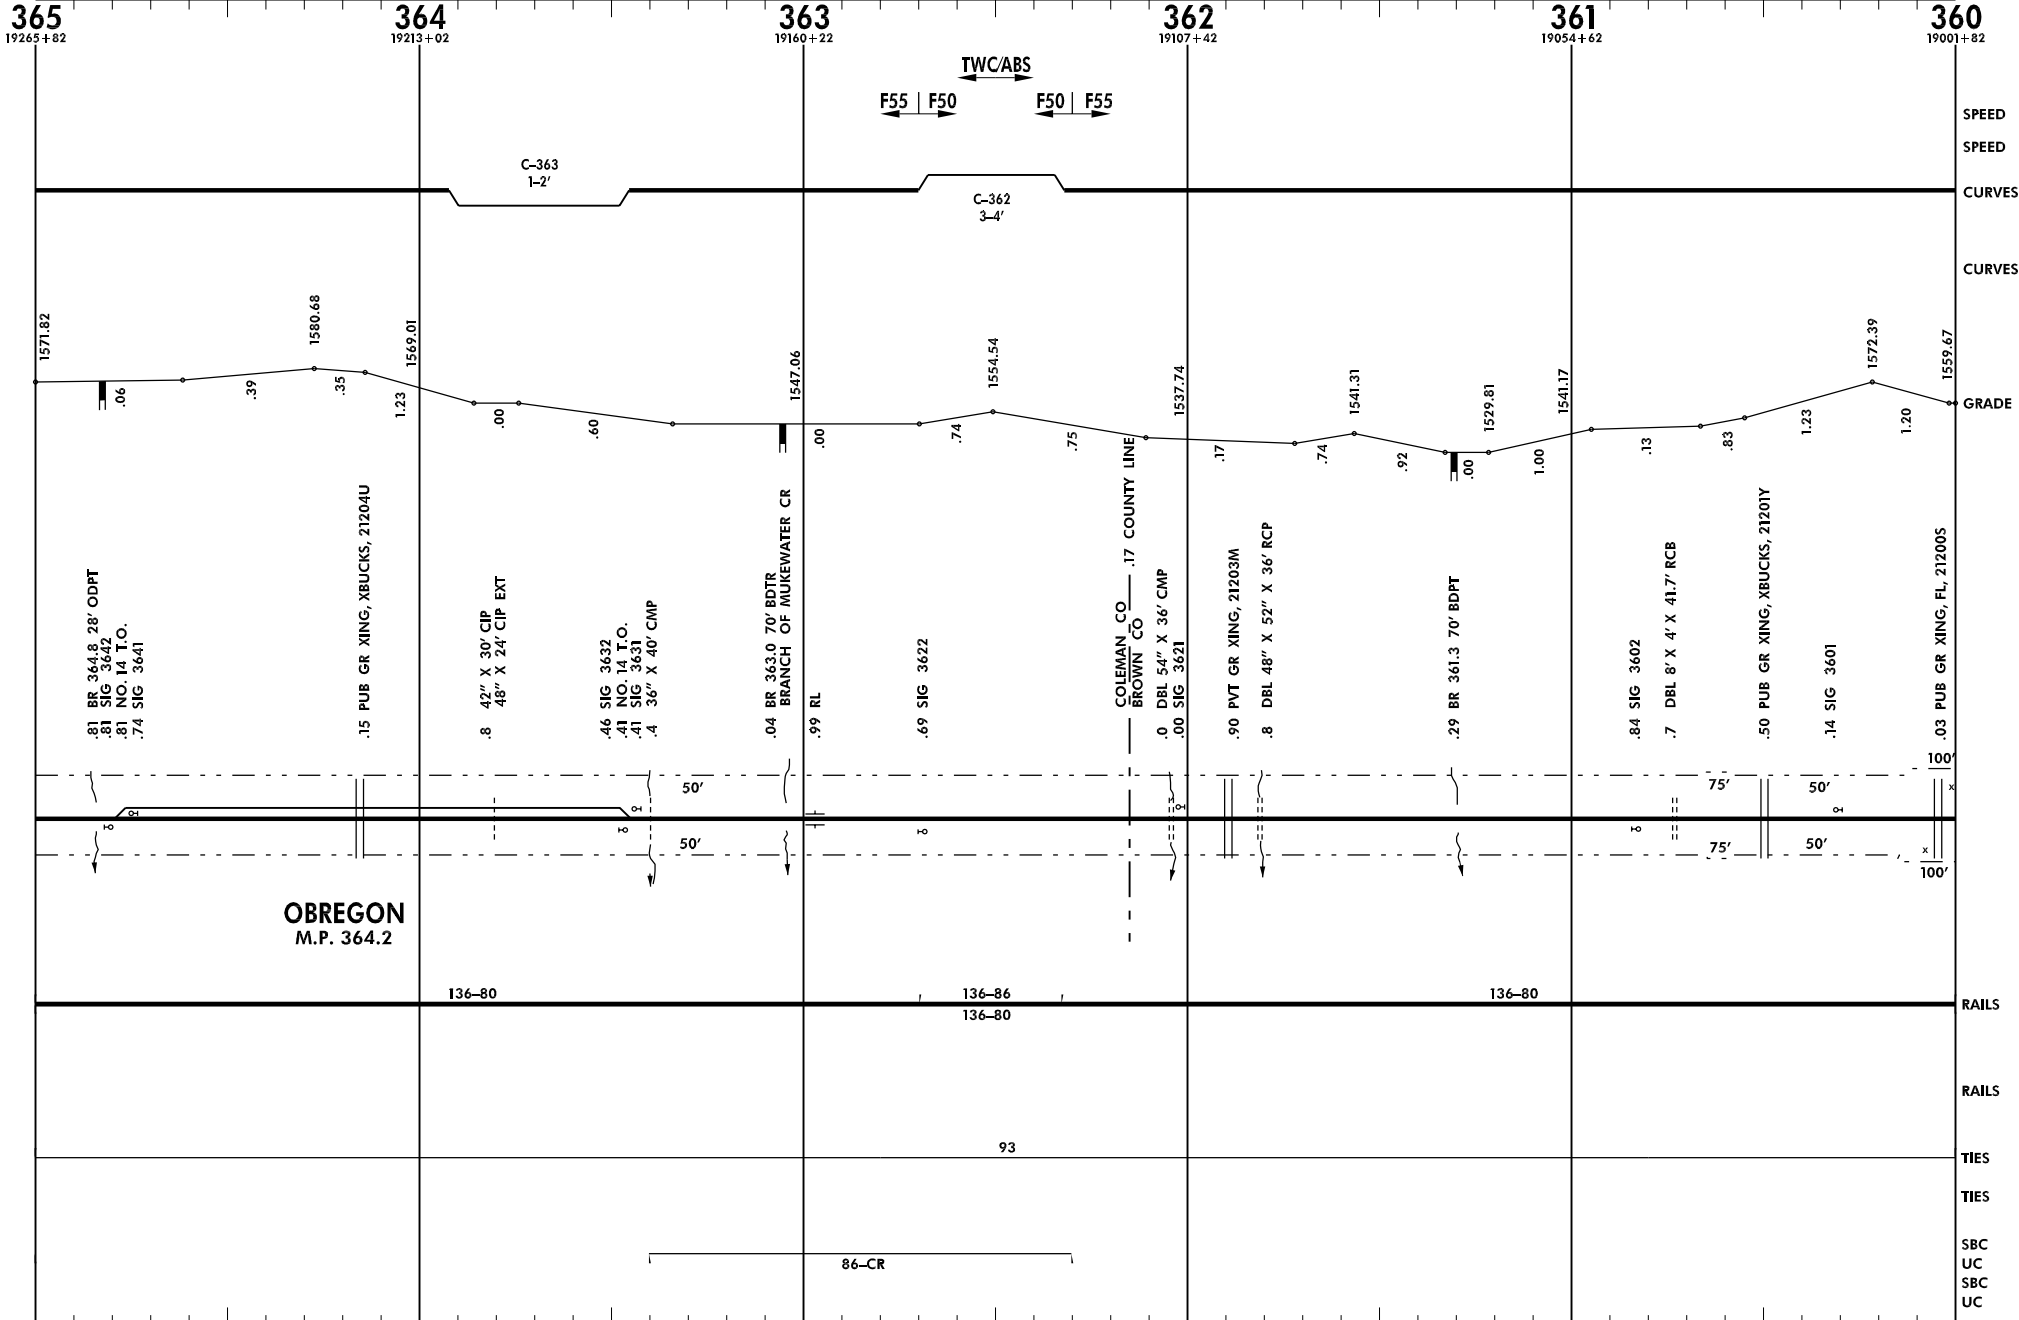 365 364 363 362 361 360
19265+82 19213+02 19160+22 19107+42 19054+62 19001+82
TWC/ABS
F55 F50 F50 F55
SPEED
SPEED
C–363
1–2′
C–362
3–4′
CURVES
CURVES
1571.82
1580.68
1569.01
1547.06
1554.54
1537.74
1541.31
1529.81
1541.17
1572.39
1559.67
GRADE
.06
.39
.35
1.23
.00
.60
.00
.74
.75
.17
.74
.92
.00
1.00
.13
.83
1.23
1.20
.81 BR 364.8 28′ ODPT
.81 SIG 3642
.81 NO. 14 T.O.
.74 SIG 3641
.15 PUB GR XING, XBUCKS, 21204U
.8 42″ X 30′ CIP
48″ X 24′ CIP EXT
.46 SIG 3632
.41 NO. 14 T.O.
.41 SIG 3631
.4 36″ X 40′ CMP
.04 BR 363.0 70′ BDTR
BRANCH OF MUKEWATER CR
.99 RL
.69 SIG 3622
COLEMAN CO
.17 COUNTY LINE
BROWN CO
.0 DBL 54″ X 36′ CMP
.00 SIG 3621
.90 PVT GR XING, 21203M
.8 DBL 48″ X 52″ X 36′ RCP
.29 BR 361.3 70′ BDPT
.84 SIG 3602
.7 DBL 8′ X 4′ X 41.7′ RCB
.50 PUB GR XING, XBUCKS, 21201Y
.14 SIG 3601
.03 PUB GR XING, FL, 21200S
100′
50′ 75′ 50′
x
50′ 75′ 50′
x
100′
OBREGON
M.P. 364.2
136–80 136–86 136–80
136–80
RAILS
RAILS
93
TIES
TIES
86–CR
SBC
UC
SBC
UC